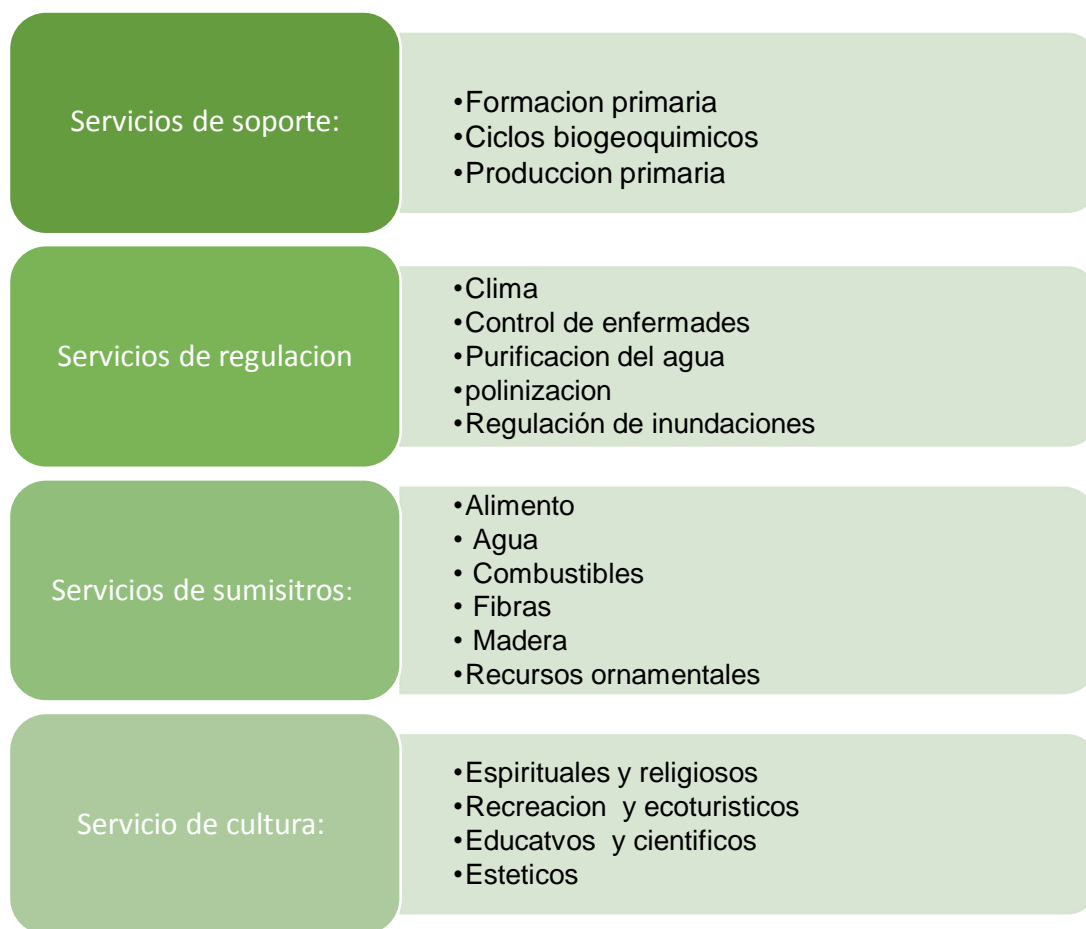 Servicios de soporte:
•Formacion primaria
•Ciclos biogeoquimicos
•Produccion primaria
Servicios de regulacion
•Clima
•Control de enfermades
•Purificacion del agua
•polinizacion
•Regulación de inundaciones
Servicios de sumisitros:
•Alimento
• Agua
• Combustibles
• Fibras
• Madera
•Recursos ornamentales
Servicio de cultura:
•Espirituales y religiosos
•Recreacion  y ecoturisticos
•Educatvos  y cientificos
•Esteticos